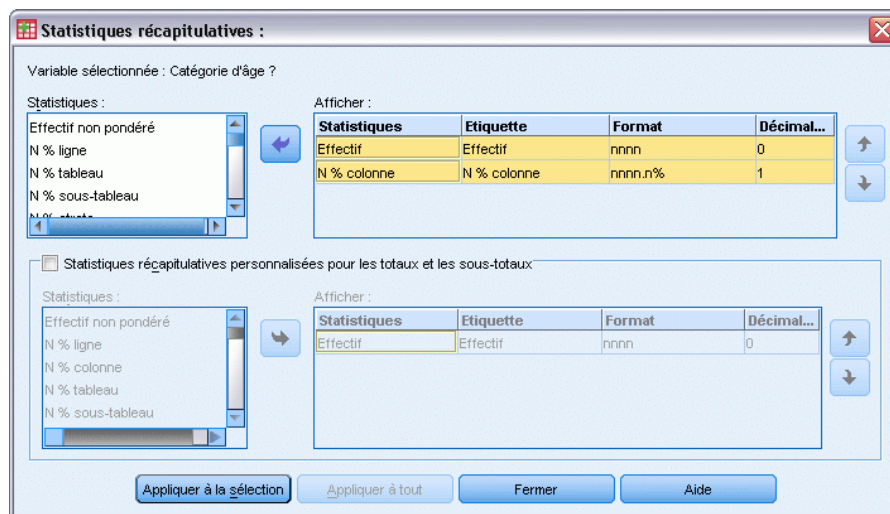 Statistiques récapitulatives :
Variable sélectionnée : Catégorie d'âge ?
Statistiques :
Effectif non pondéré
N % ligne
N % tableau
N % sous-tableau
Afficher :
Statistiques Etiquette Format Décimal...
Effectif Effectif nnnn 0
N % colonne N % colonne nnnn.n% 1
Statistiques récapitulatives personnalisées pour les totaux et les sous-totaux
Statistiques :
Effectif non pondéré
N % ligne
N % colonne
N % tableau
N % sous-tableau
Afficher :
Statistiques Etiquette Format Décimal...
Effectif Effectif nnnn 0
Appliquer à la sélection Appliquer à tout Fermer Aide